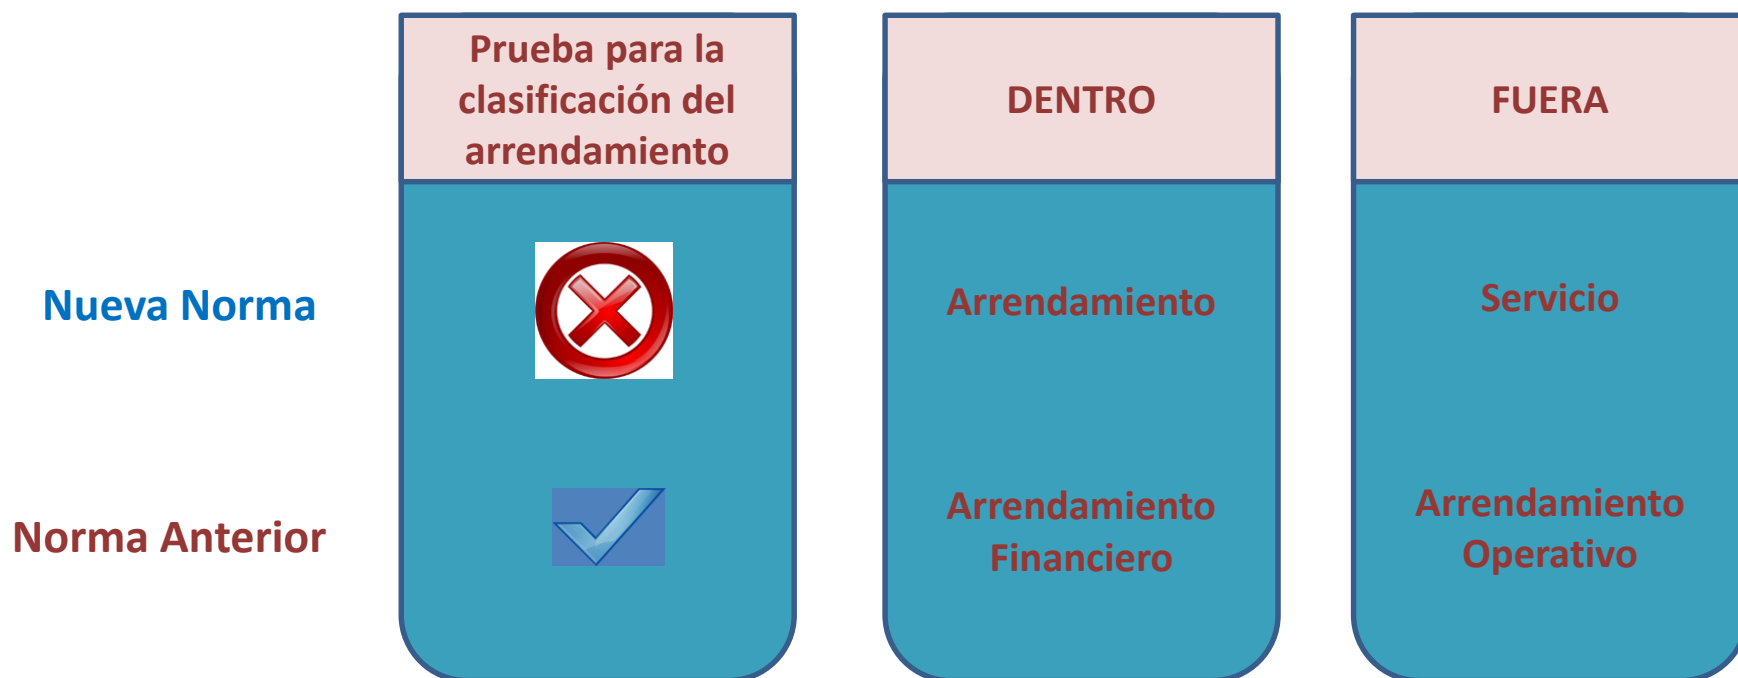 Prueba para la
clasificación del
arrendamiento
DENTRO
FUERA
Nueva Norma
Arrendamiento
Servicio
Norma Anterior
Arrendamiento
Financiero
Arrendamiento
Operativo